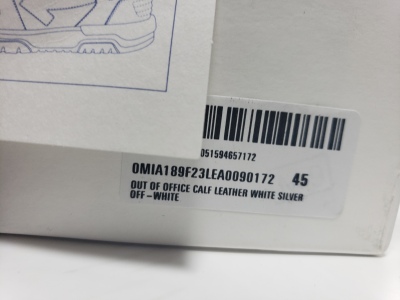 051594657172
OMIA189F23LEA0090172 45
OUT OF OFFICE CALF LEATHER WHITE SILVER
OFF-WHITE